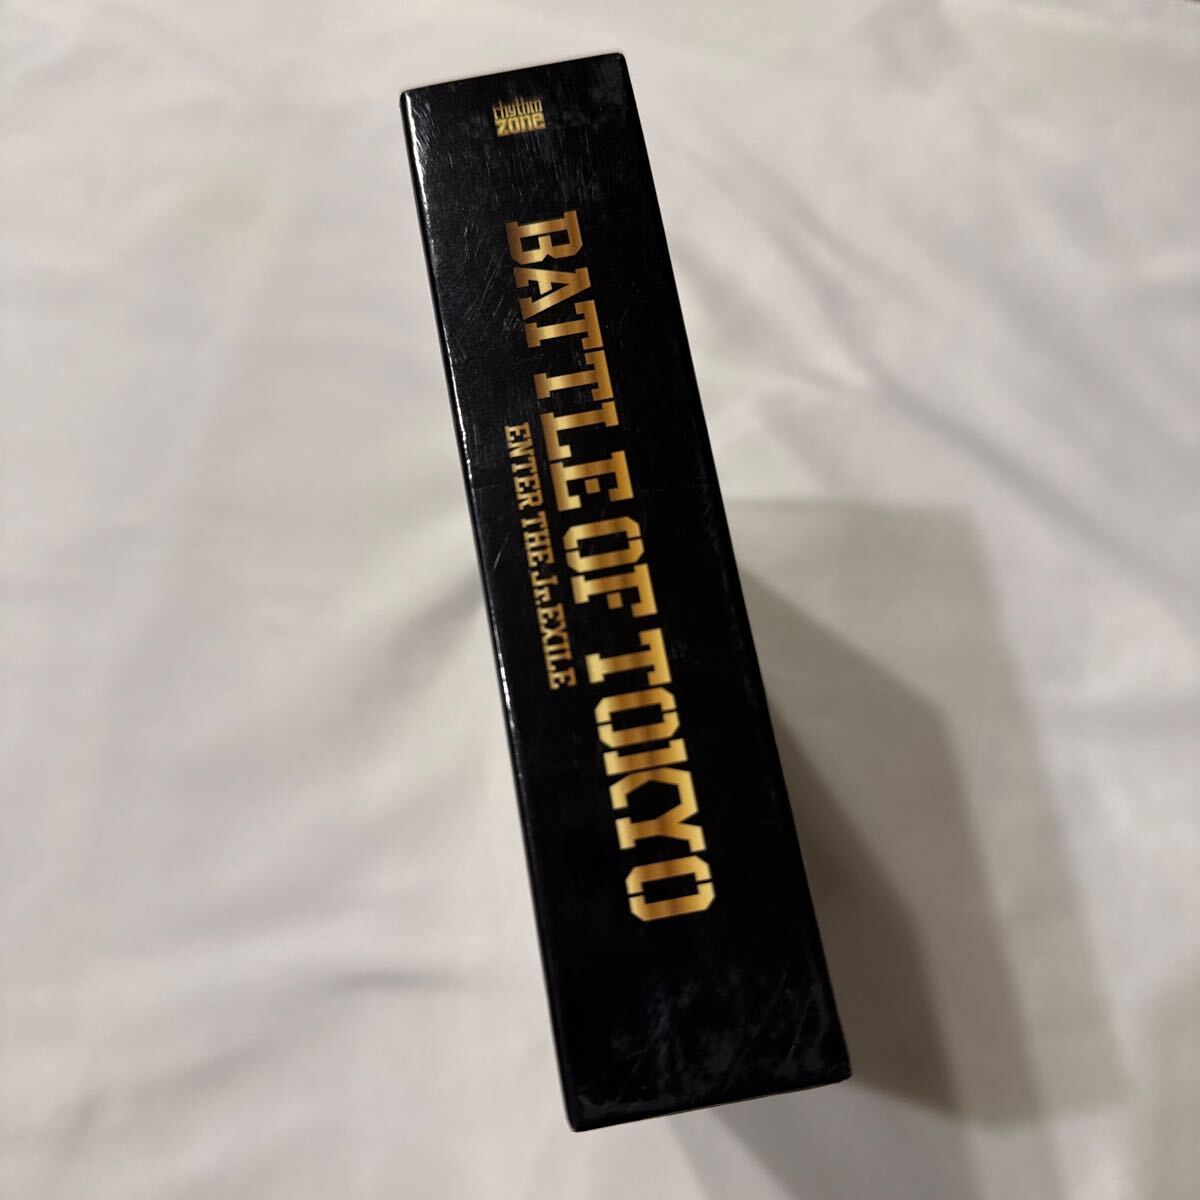 rhythm
zone
BATTLE OF TOKYO
ENTER THE Jr.EXILE